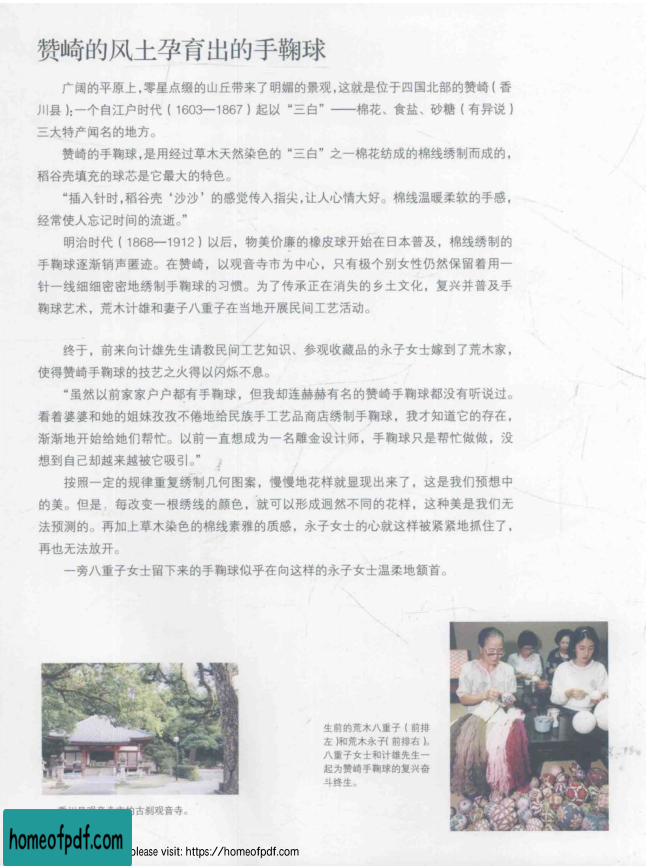 赞崎的风土孕育出的手鞠球
广阔的平原上,零星点缀的山丘带来了明媚的景观,这就是位于四国北部的赞崎(香
川县);一个自江户时代(1603—1867)起以“三白”——棉花、食盐、砂糖(有异说)
三大特产闻名的地方。
赞崎的手鞠球,是用经过草木天然染色的“三白”之一棉花纺成的棉线绣制而成的,
稻谷壳填充的球芯是它最大的特色。
“插入针时,稻谷壳‘沙沙’的感觉传入指尖,让人心情大好。棉线温暖柔软的手感,
经常使人忘记时间的流逝。”
明治时代(1868—1912)以后,物美价廉的橡皮球开始在日本普及,棉线绣制的
手鞠球逐渐销声匿迹。在赞崎,以观音寺市为中心,只有极个别女性仍然保留着用一
针一线细细密密地绣制手鞠球的习惯。为了传承正在消失的乡土文化,复兴并普及手
鞠球艺术,荒木计雄和妻子八重子在当地开展民间工艺活动。
终于,前来向计雄先生请教民间工艺知识、参观收藏品的永子女士嫁到了荒木家,
使得赞崎手鞠球的技艺之火得以闪烁不息。
“虽然以前家家户户都有手鞠球,但我却连赫赫有名的赞崎手鞠球都没有听说过。
看着婆婆和她的姐妹孜孜不倦地给民族手工艺品商店绣制手鞠球,我才知道它的存在,
渐渐地开始给她们帮忙。以前一直想成为一名雕金设计师,手鞠球只是帮忙做做,没
想到自己却越来越被它吸引。”
按照一定的规律重复绣制几何图案,慢慢地花样就显现出来了,这是我们预想中
的美。但是,每改变一根绣线的颜色,就可以形成迥然不同的花样,这种美是我们无
法预测的。再加上草木染色的棉线素雅的质感,永子女士的心就这样被紧紧地抓住了,
再也无法放开。
一旁八重子女士留下来的手鞠球似乎在向这样的永子女士温柔地颔首。
生前的荒木八重子(前排
左)和荒木永子(前排右)。
八重子女士和计雄先生一
起为赞崎手鞠球的复兴奋
斗终生。
古刹观音寺。
homeofpdf.com
please visit: https://homeofpdf.com